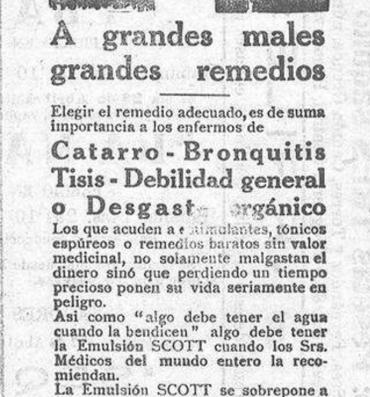 A grandes males
grandes remedios
Elegir el remedio adecuado, es de suma
importancia a los enfermos de
Catarro - Bronquitis
Tisis - Debilidad general
o Desgast orgánico
Los que acuden a estimulantes, tónicos
espúreos o remedios baratos sin valor
medicinal, no solamente malgastan el
dinero sinó que perdiendo un tiempo
precioso ponen su vida seriamente en
peligro.
Asi como "algo debe tener el agua
cuando la bendicen" algo debe tener
la Emulsión SCOTT cuando los Srs.
Médicos del mundo entero la reco-
miendan.
La Emulsión SCOTT se sobrepone a